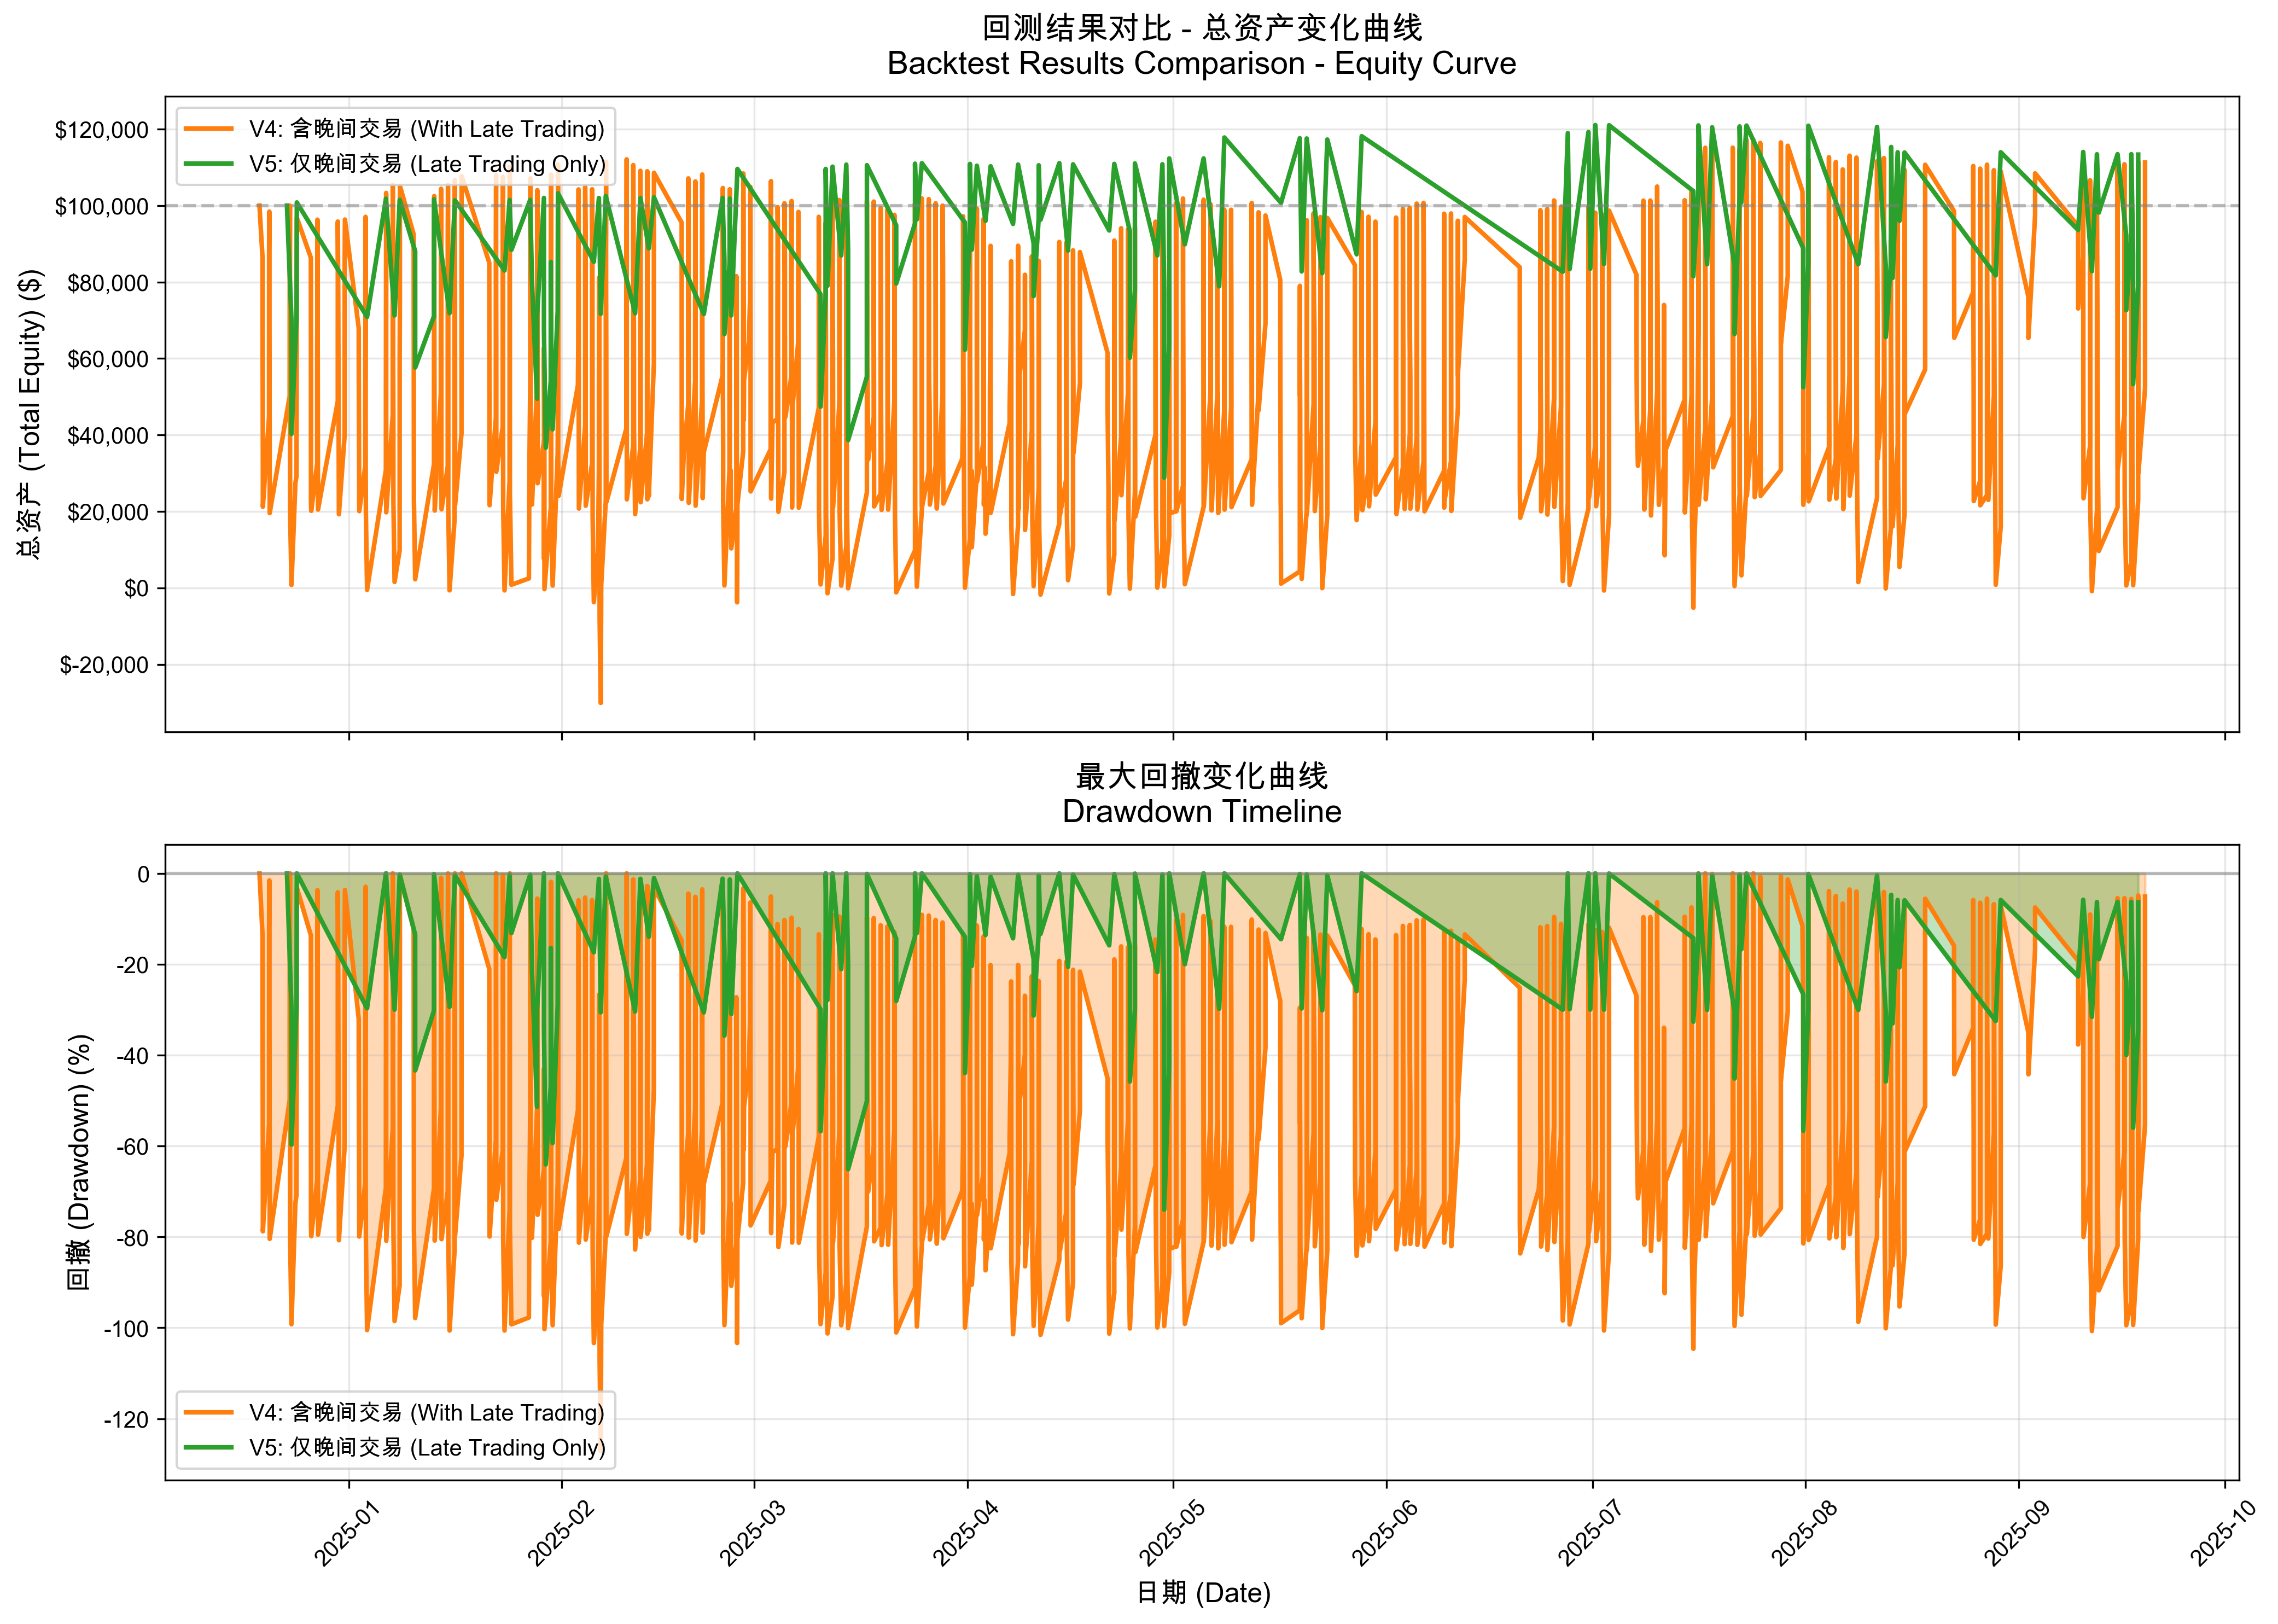 回测结果对比 - 总资产变化曲线
Backtest Results Comparison - Equity Curve
V4: 含晚间交易 (With Late Trading)
V5: 仅晚间交易 (Late Trading Only)
总资产 (Total Equity) ($)
$120,000
$100,000
$80,000
$60,000
$40,000
$20,000
$0
$-20,000
最大回撤变化曲线
Drawdown Timeline
回撤 (Drawdown) (%)
0
-20
-40
-60
-80
-100
-120
V4: 含晚间交易 (With Late Trading)
V5: 仅晚间交易 (Late Trading Only)
2025-01
2025-02
2025-03
2025-04
2025-05
2025-06
2025-07
2025-08
2025-09
2025-10
日期 (Date)